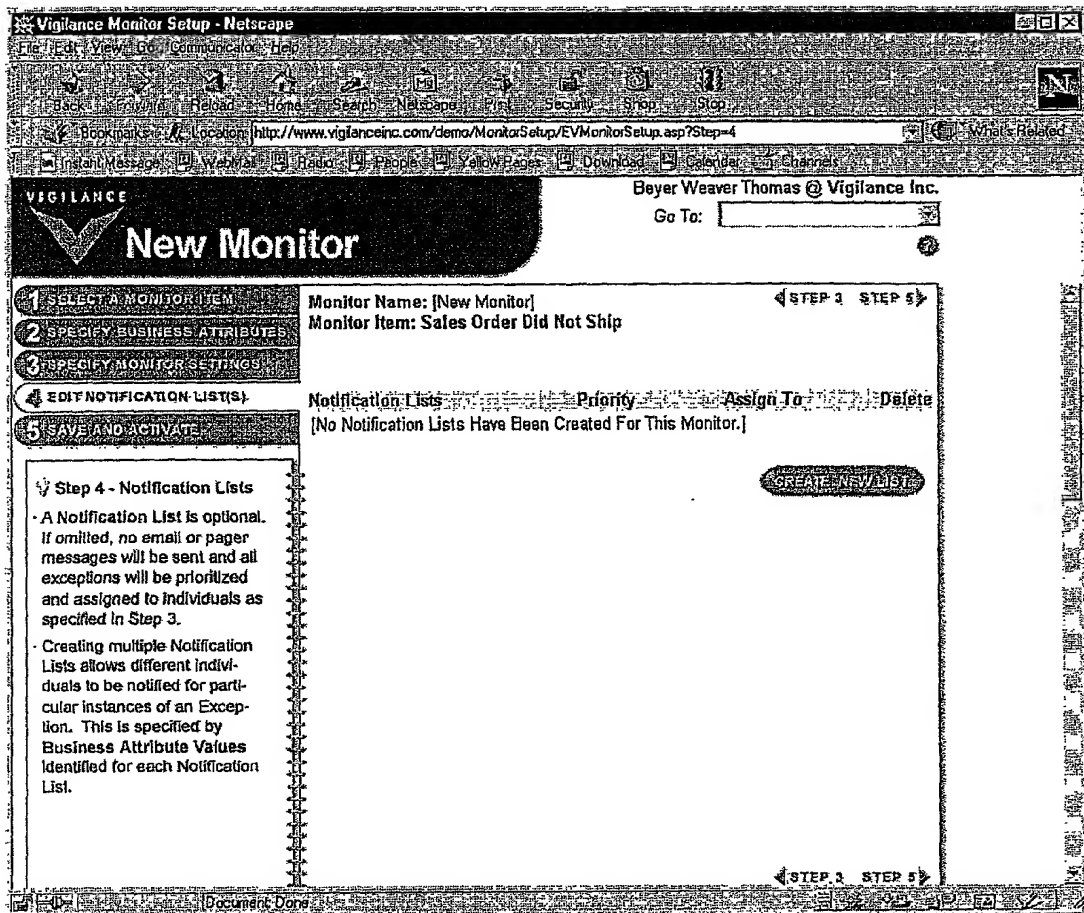 Vigilance Monitor Setup - Netscape
File Edit View Go Communicator Help
Back Forward Reload Home Search Netscape Print Security Shop Stop
Bookmarks Location: http://www.vigilanceinc.com/demo/MonitorSetup/EVMonitorSetup.asp?Step=4 What's Related
Instant Message WebMail Radio People Yellow Pages Download Calendar Channels
VIGILANCE
New Monitor
Beyer Weaver Thomas @ Vigilance Inc.
Go To:
?
1 SELECT A MONITOR ITEM
2 SPECIFY BUSINESS ATTRIBUTES
3 SPECIFY MONITOR SETTINGS
4 EDIT NOTIFICATION LIST(S)
5 SAVE AND ACTIVATE
Monitor Name: [New Monitor]
Monitor Item: Sales Order Did Not Ship
STEP 3 STEP 5
Notification Lists Priority Assign To Delete
[No Notification Lists Have Been Created For This Monitor.]
CREATE NEW LIST
Step 4 - Notification Lists
· A Notification List is optional.
If omitted, no email or pager
messages will be sent and all
exceptions will be prioritized
and assigned to individuals as
specified in Step 3.
· Creating multiple Notification
Lists allows different indivi-
duals to be notified for parti-
cular instances of an Excep-
tion. This is specified by
Business Attribute Values
identified for each Notification
List.
STEP 3 STEP 5
Document: Done